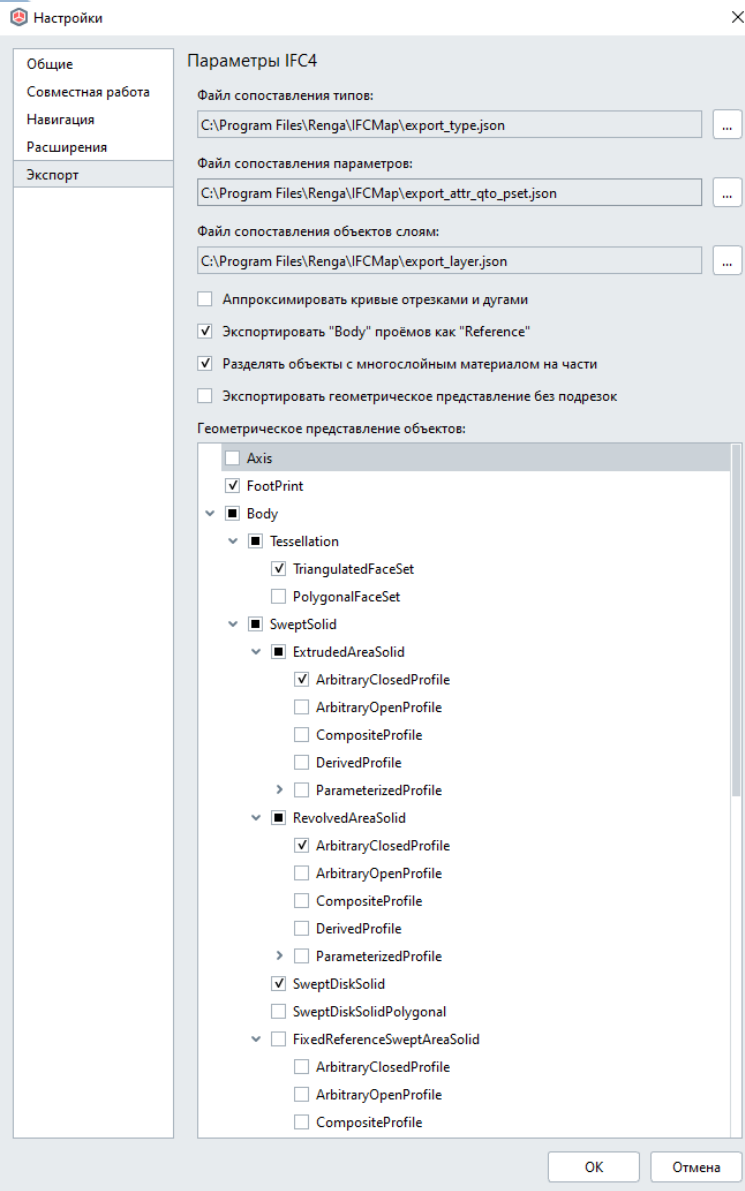 Настройки
Общие
Совместная работа
Навигация
Расширения
Экспорт
Параметры IFC4
Файл сопоставления типов:
C:\Program Files\Renga\IFCMap\export_type.json
...
Файл сопоставления параметров:
C:\Program Files\Renga\IFCMap\export_attr_qto_pset.json
...
Файл сопоставления объектов слоям:
C:\Program Files\Renga\IFCMap\export_layer.json
...
Аппроксимировать кривые отрезками и дугами
Экспортировать "Body" проёмов как "Reference"
Разделять объекты с многослойным материалом на части
Экспортировать геометрическое представление без подрезок
Геометрическое представление объектов:
Axis
FootPrint
Body
Tessellation
TriangulatedFaceSet
PolygonalFaceSet
SweptSolid
ExtrudedAreaSolid
ArbitraryClosedProfile
ArbitraryOpenProfile
CompositeProfile
DerivedProfile
ParameterizedProfile
RevolvedAreaSolid
ArbitraryClosedProfile
ArbitraryOpenProfile
CompositeProfile
DerivedProfile
ParameterizedProfile
SweptDiskSolid
SweptDiskSolidPolygonal
FixedReferenceSweptAreaSolid
ArbitraryClosedProfile
ArbitraryOpenProfile
CompositeProfile
ОК
Отмена